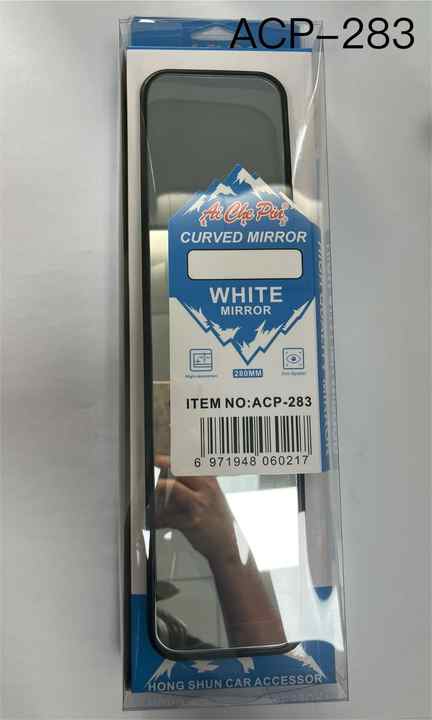 ACP-283
Ai Che Pin
CURVED MIRROR
WHITE
MIRROR
280MM
ITEM NO:ACP-283
6 971948 060217
HONG SHUN CAR ACCESSOR